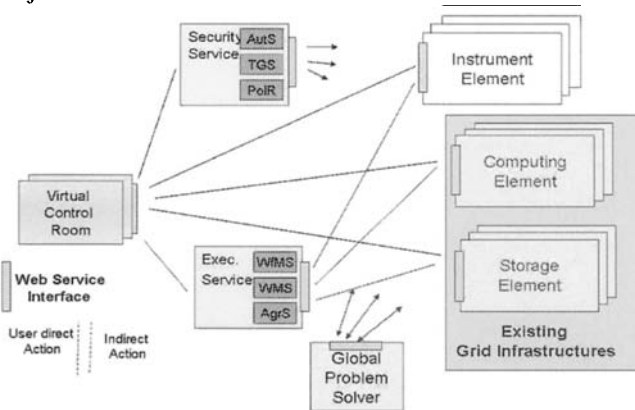 Security
Service
AutS
TGS
PolR
Instrument
Element
Computing
Element
Virtual
Control
Room
Exec.
Service
WfMS
WMS
AgrS
Storage
Element
Web Service
Interface
User direct
Action
Indirect
Action
Existing
Grid Infrastructures
Global
Problem
Solver